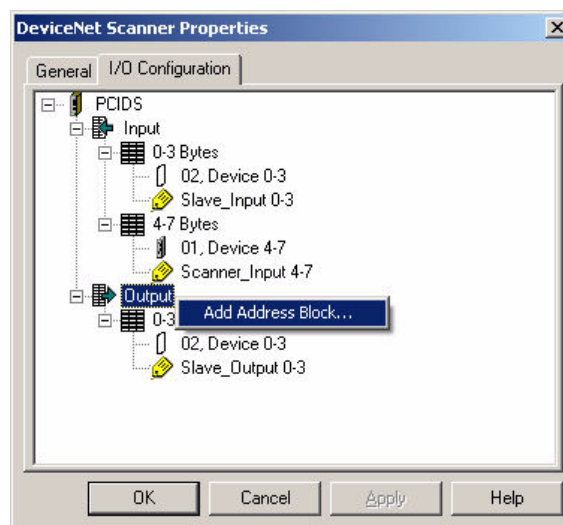 DeviceNet Scanner Properties
General I/O Configuration
PCIDS
Input
0-3 Bytes
02, Device 0-3
Slave_Input 0-3
4-7 Bytes
01, Device 4-7
Scanner_Input 4-7
Output
Add Address Block...
0-3
02, Device 0-3
Slave_Output 0-3
OK Cancel Apply Help